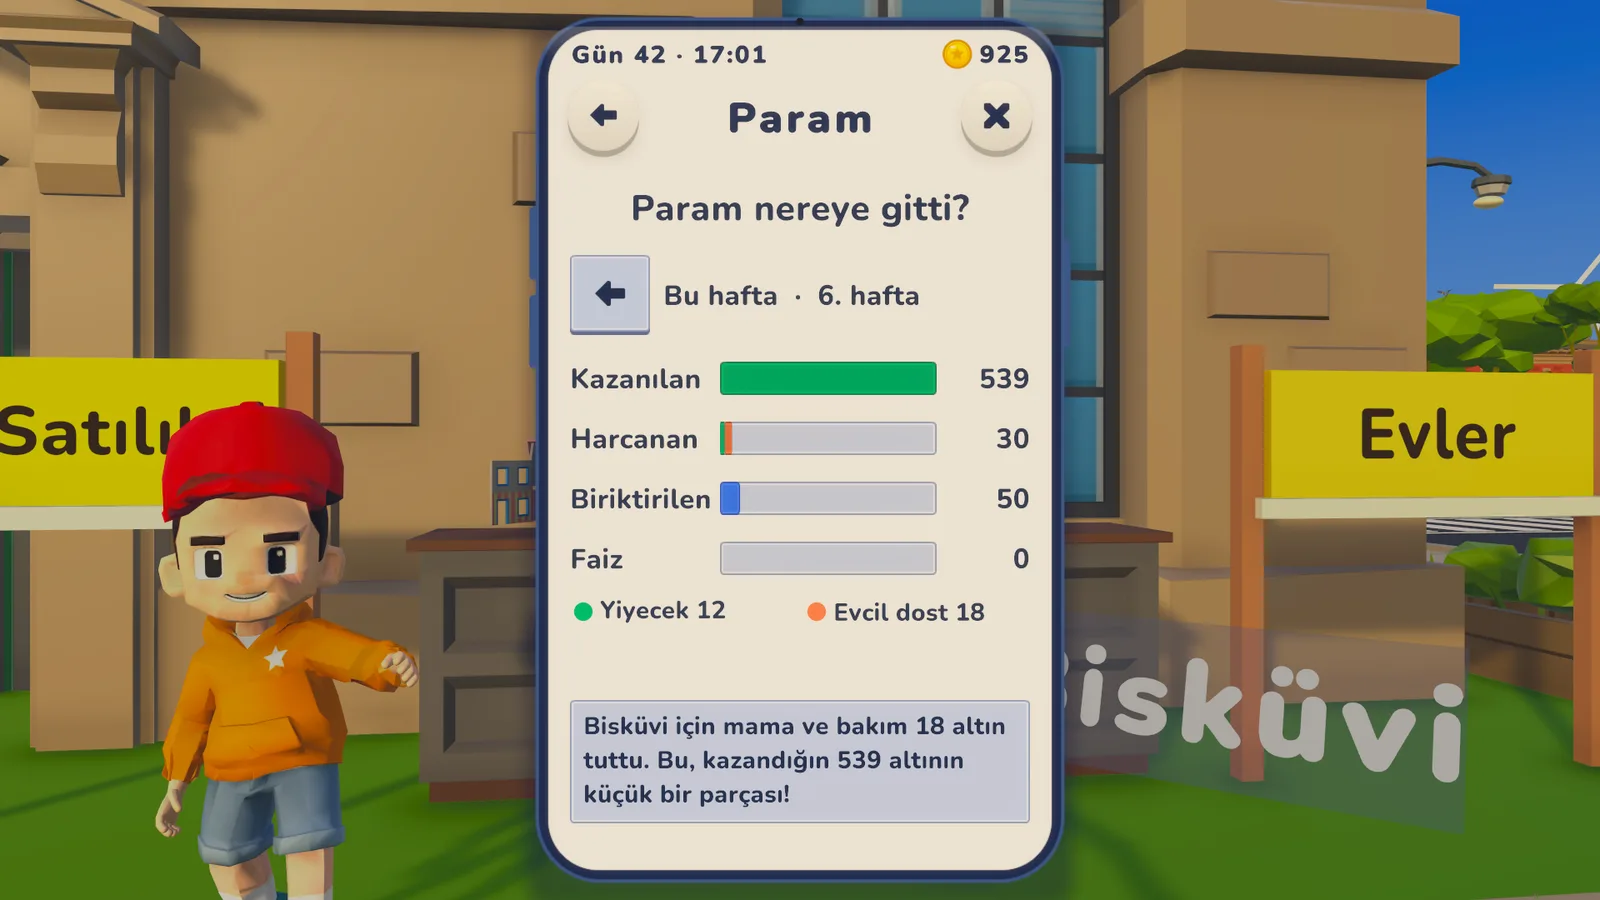 Gün 42 · 17:01
925
Param
Param nereye gitti?
Bu hafta · 6. hafta
Kazanılan 539
Harcanan 30
Biriktirilen 50
Faiz 0
Yiyecek 12
Evcil dost 18
Bisküvi için mama ve bakım 18 altın
tuttu. Bu, kazandığın 539 altının
küçük bir parçası!
Evler